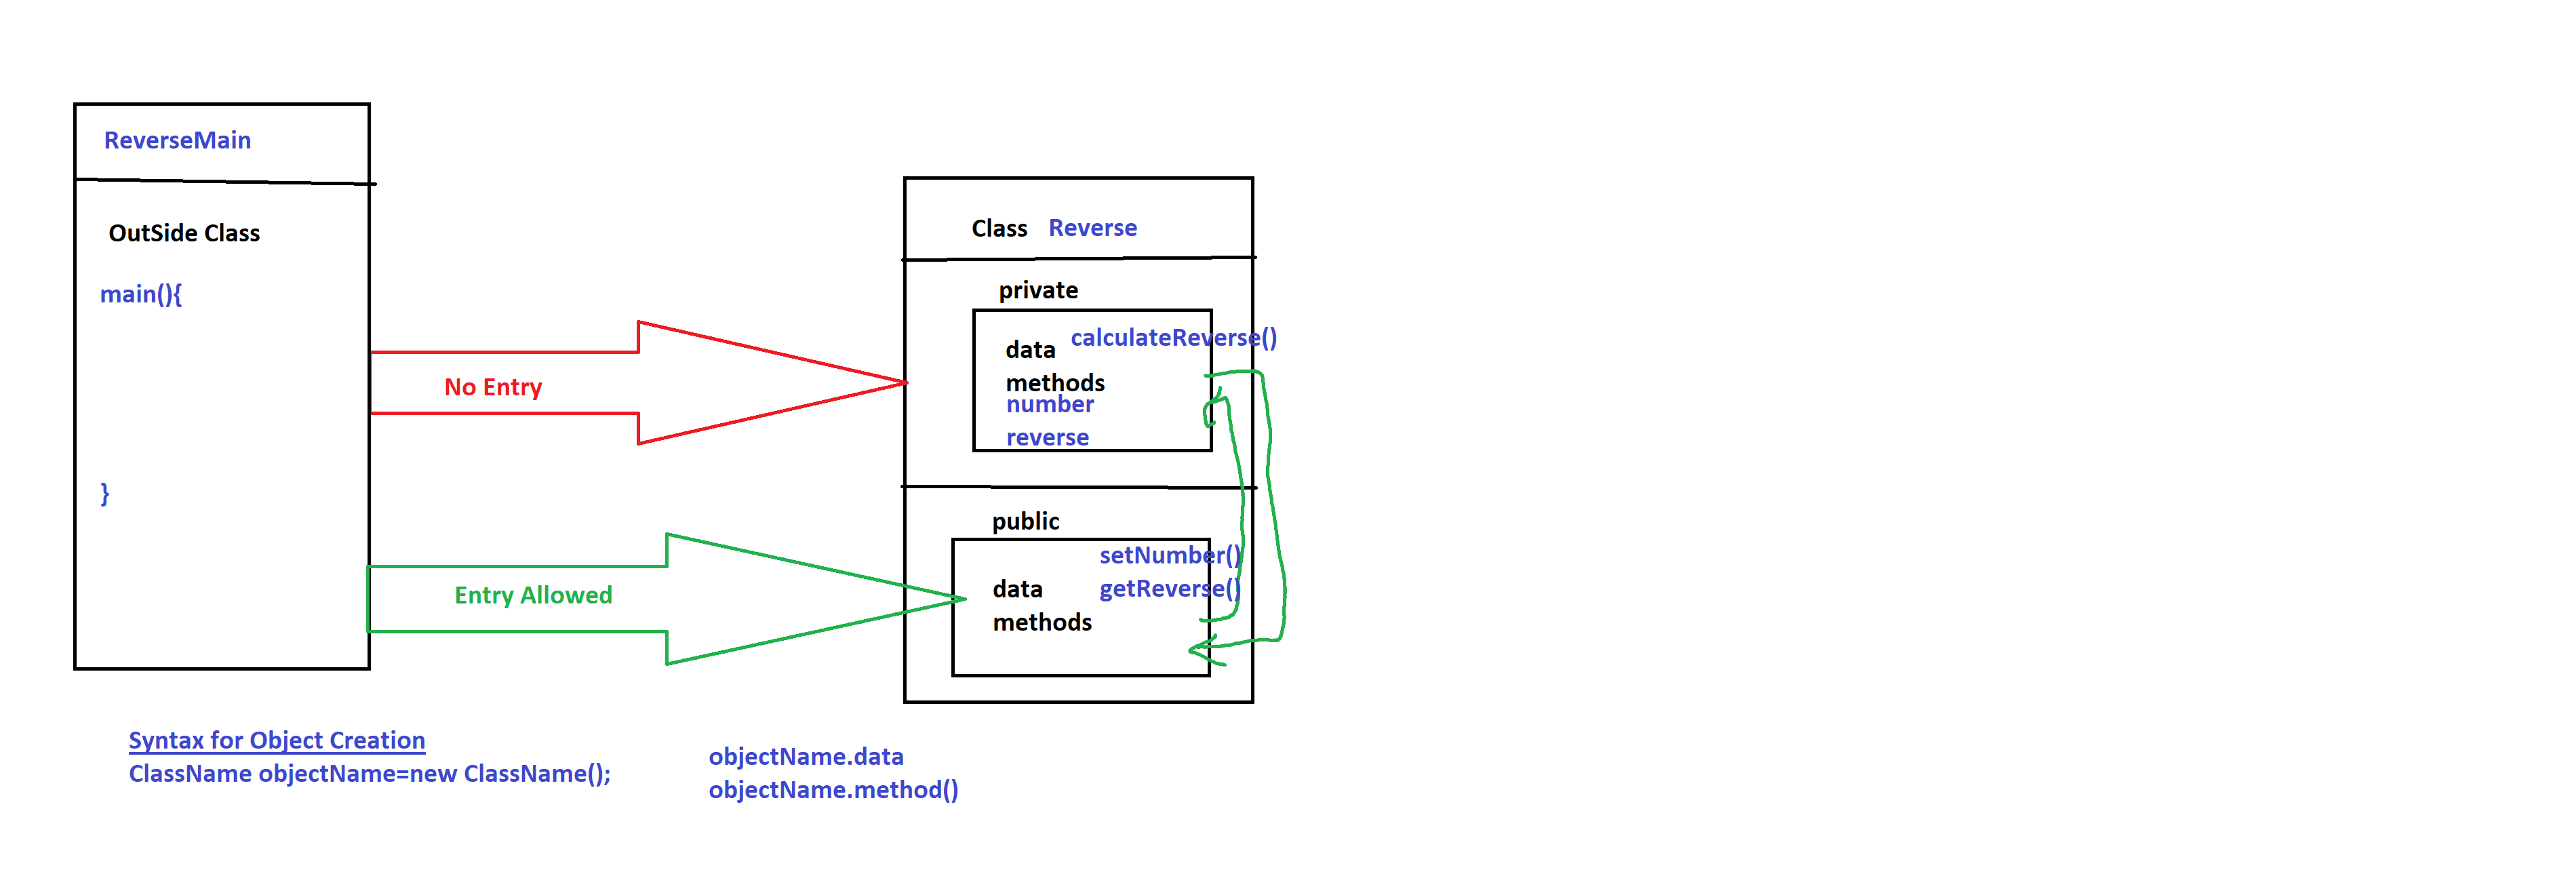 ReverseMain
OutSide Class
main(){
}
No Entry
Entry Allowed
Class Reverse
private
data calculateReverse()
methods
number
reverse
public
setNumber()
data getReverse()
methods
Syntax for Object Creation
ClassName objectName=new ClassName();
objectName.data
objectName.method()